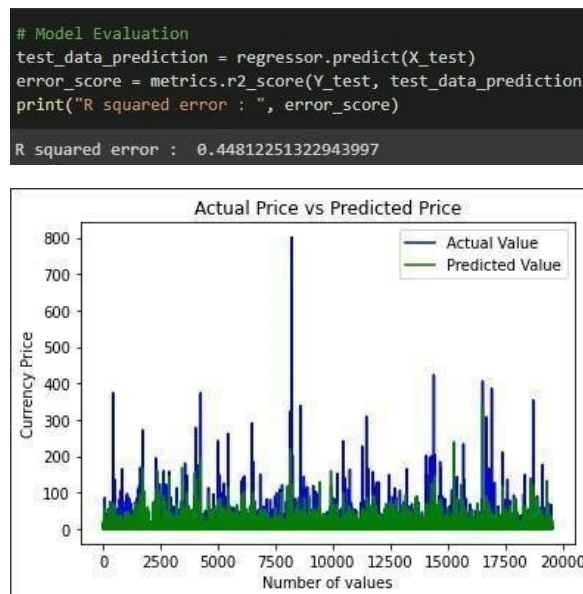 # Model Evaluation
test_data_prediction = regressor.predict(X_test)
error_score = metrics.r2_score(Y_test, test_data_prediction
print("R squared error : ", error_score)
R squared error :  0.44812251322943997
Actual Price vs Predicted Price
Actual Value
Predicted Value
Currency Price
800
700
600
500
400
300
200
100
0
0 2500 5000 7500 10000 12500 15000 17500 20000
Number of values